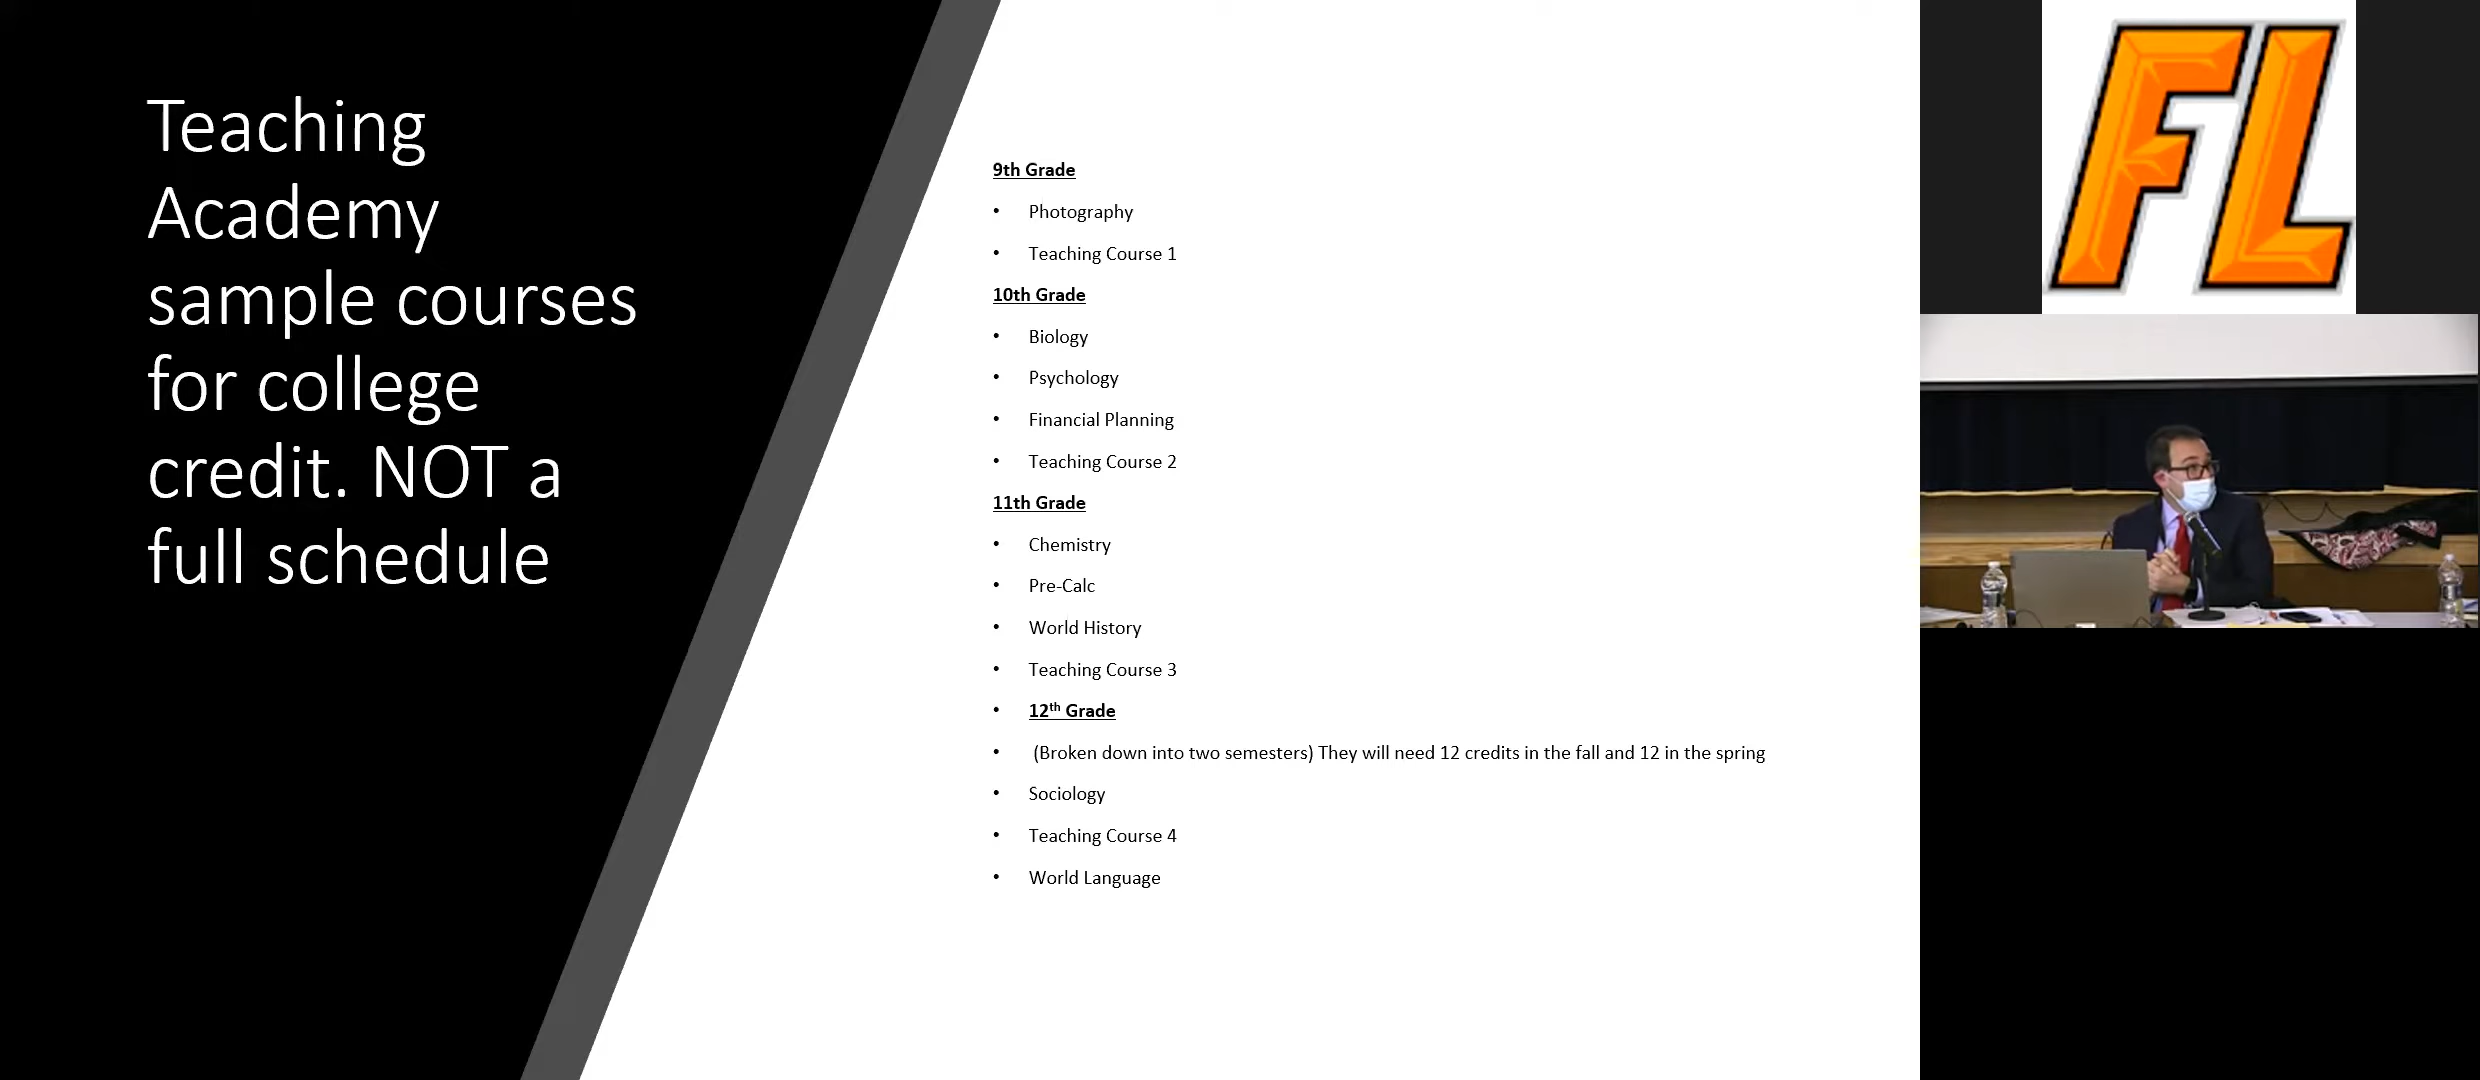 Teaching
Academy
sample courses
for college
credit. NOT a
full schedule
9th Grade
• Photography
• Teaching Course 1
10th Grade
• Biology
• Psychology
• Financial Planning
• Teaching Course 2
11th Grade
• Chemistry
• Pre-Calc
• World History
• Teaching Course 3
• 12th Grade
• (Broken down into two semesters) They will need 12 credits in the fall and 12 in the spring
• Sociology
• Teaching Course 4
• World Language
FL